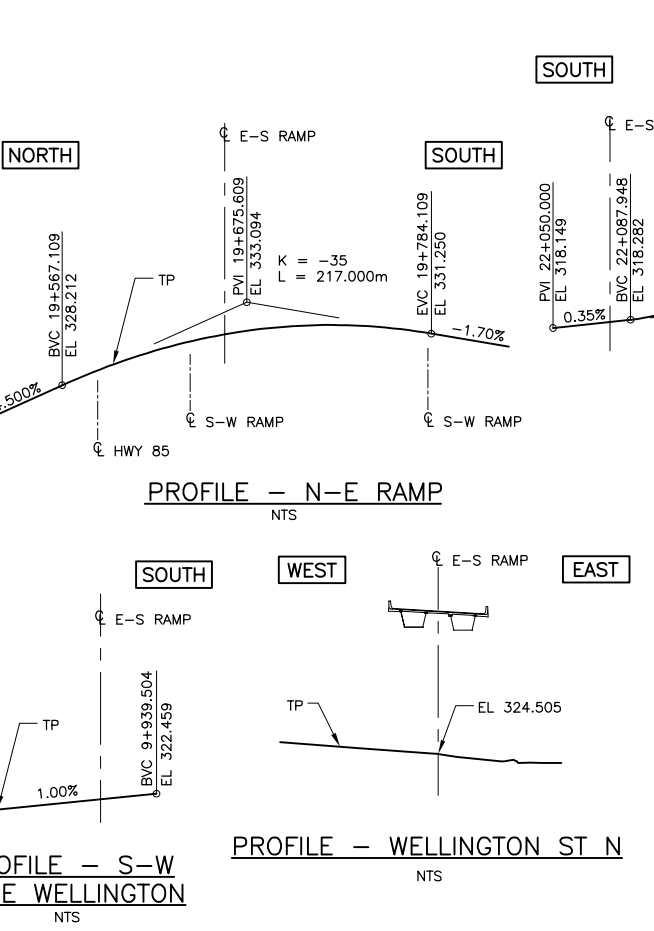 SOUTH
℄ E-S
℄ E-S RAMP
NORTH
SOUTH
BVC 19+567.109
EL 328.212
TP
PVI 19+675.609
EL 333.094
K = -35
L = 217.000m
EVC 19+784.109
EL 331.250
-1.70%
PVI 22+050.000
EL 318.149
0.35%
BVC 22+087.948
EL 318.282
.500%
℄ HWY 85
℄ S-W RAMP
℄ S-W RAMP
PROFILE - N-E RAMP
NTS
SOUTH
℄ E-S RAMP
BVC 9+939.504
EL 322.459
TP
1.00%
OFILE - S-W
E WELLINGTON
NTS
WEST
℄ E-S RAMP
EAST
TP
EL 324.505
PROFILE - WELLINGTON ST N
NTS